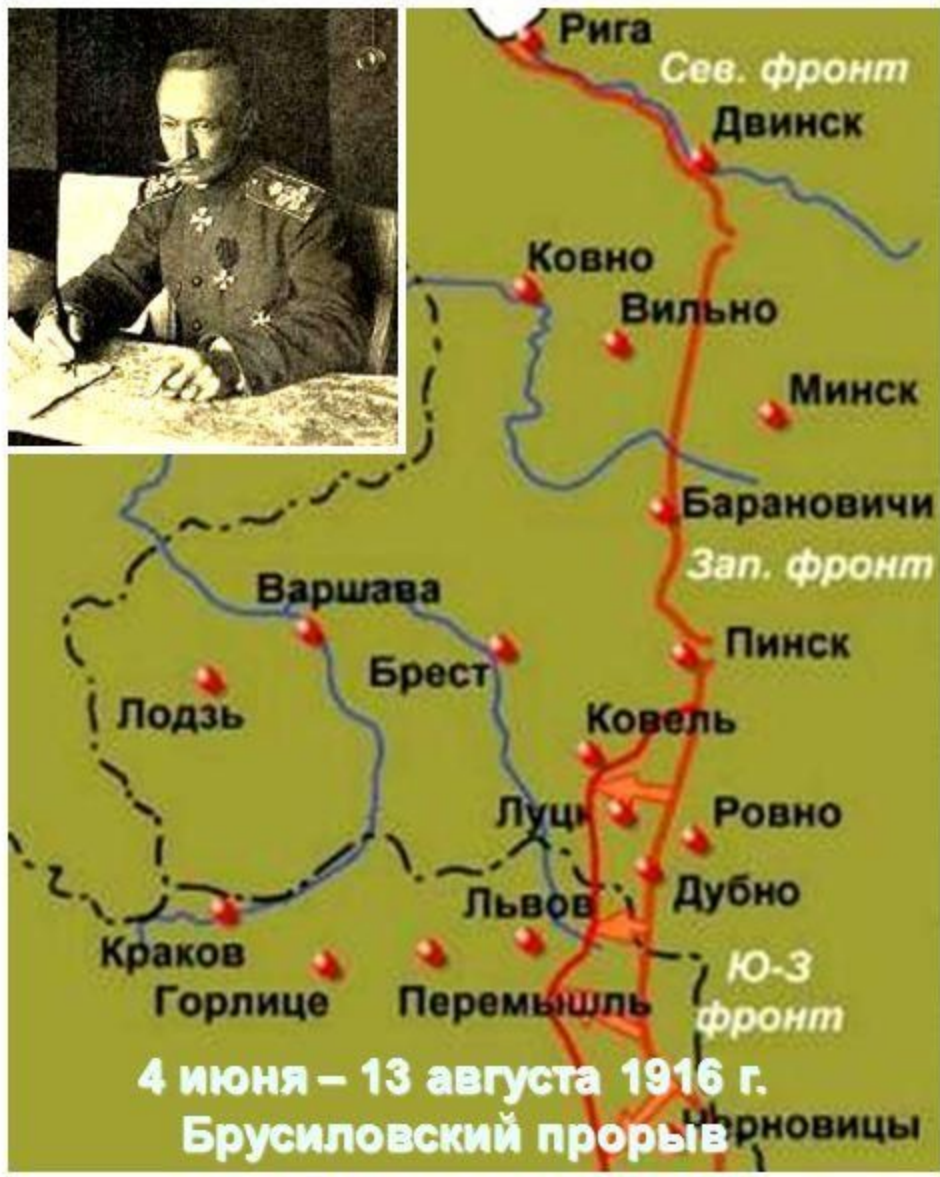 Рига
Сев. фронт
Двинск
Ковно
Вильно
Минск
Барановичи
Зап. фронт
Варшава
Пинск
Брест
Лодзь
Ковель
Луцк
Ровно
Дубно
Львов
Краков
Ю-З
фронт
Горлице
Перемышль
4 июня – 13 августа 1916 г.
Черновицы
Брусиловский прорыв